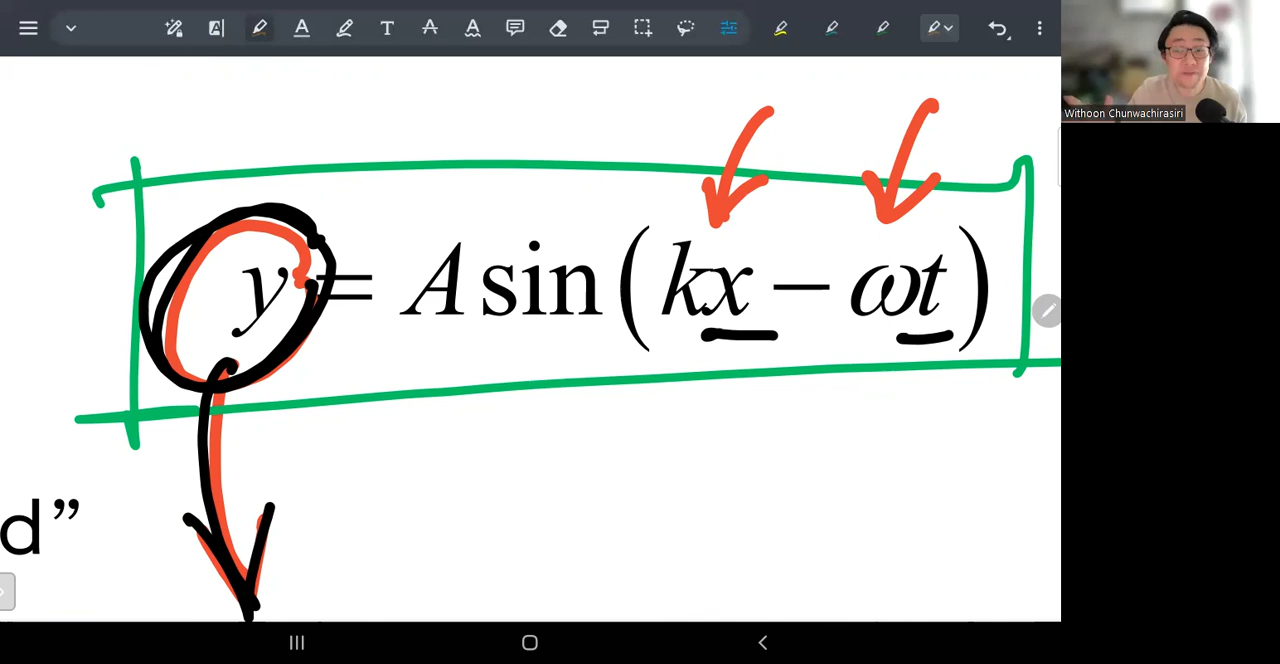 Withoon Chunwachirasiri
y = A sin (kx − ωt)
d”